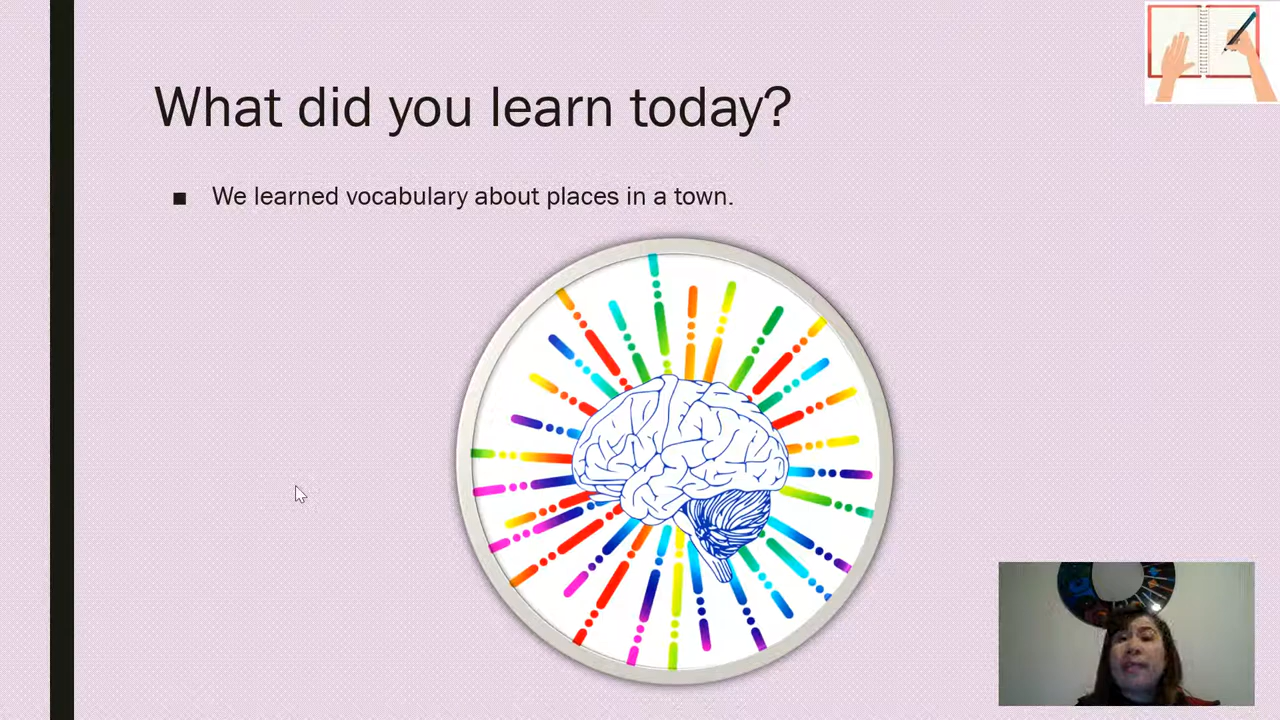 What did you learn today?
■ We learned vocabulary about places in a town.